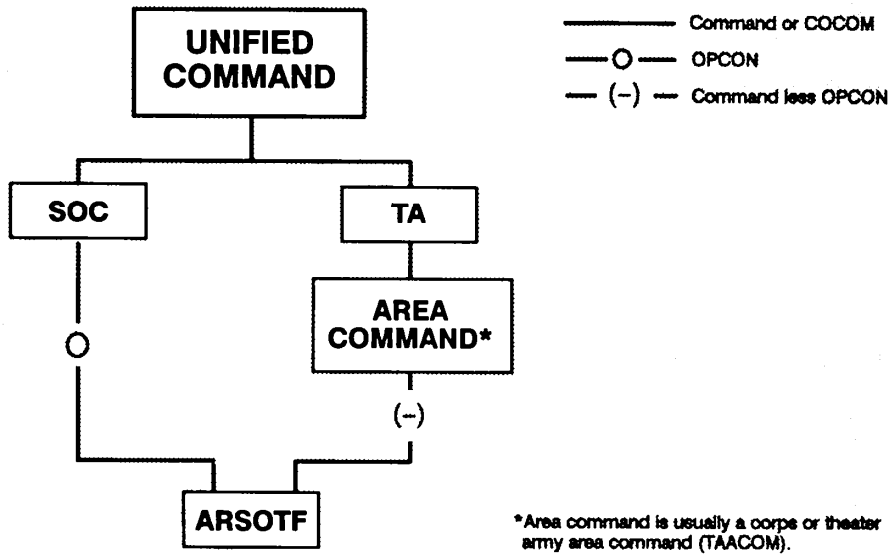 UNIFIED
COMMAND
Command or COCOM
O OPCON
(-) Command less OPCON
SOC
TA
AREA
COMMAND*
O
(-)
ARSOTF
*Area command is usually a corps or theater
army area command (TAACOM).